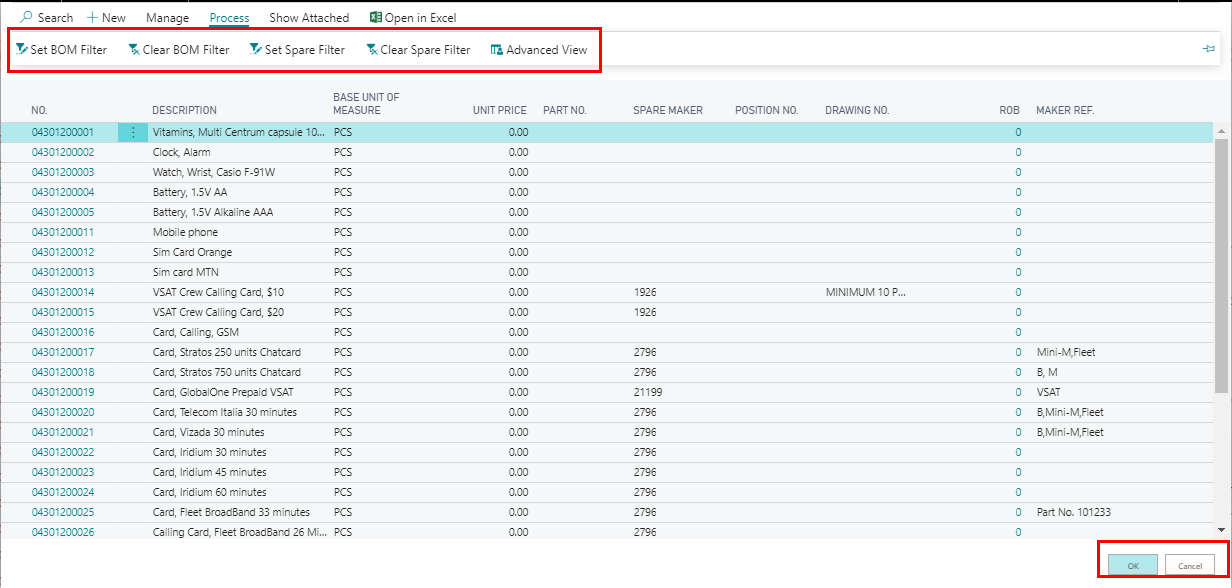 Search New Manage Process Show Attached Open in Excel
Set BOM Filter Clear BOM Filter Set Spare Filter Clear Spare Filter Advanced View
NO. DESCRIPTION BASE UNIT OF MEASURE UNIT PRICE PART NO. SPARE MAKER POSITION NO. DRAWING NO. ROB MAKER REF.
04301200001 Vitamins, Multi Centrum capsule 10... PCS 0.00 0
04301200002 Clock, Alarm PCS 0.00 0
04301200003 Watch, Wrist, Casio F-91W PCS 0.00 0
04301200004 Battery, 1.5V AA PCS 0.00 0
04301200005 Battery, 1.5V Alkaline AAA PCS 0.00 0
04301200011 Mobile phone PCS 0.00 0
04301200012 Sim Card Orange PCS 0.00 0
04301200013 Sim card MTN PCS 0.00 0
04301200014 VSAT Crew Calling Card, $10 PCS 0.00 1926 MINIMUM 10 P... 0
04301200015 VSAT Crew Calling Card, $20 PCS 0.00 1926 0
04301200016 Card, Calling, GSM PCS 0.00 0
04301200017 Card, Stratos 250 units Chatcard PCS 0.00 2796 0 Mini-M,Fleet
04301200018 Card, Stratos 750 units Chatcard PCS 0.00 2796 0 B, M
04301200019 Card, GlobalOne Prepaid VSAT PCS 0.00 21199 0 VSAT
04301200020 Card, Telecom Italia 30 minutes PCS 0.00 2796 0 B,Mini-M,Fleet
04301200021 Card, Vizada 30 minutes PCS 0.00 2796 0 B,Mini-M,Fleet
04301200022 Card, Iridium 30 minutes PCS 0.00 2796 0
04301200023 Card, Iridium 45 minutes PCS 0.00 2796 0
04301200024 Card, Iridium 60 minutes PCS 0.00 2796 0
04301200025 Card, Fleet BroadBand 33 minutes PCS 0.00 2796 0 Part No. 101233
04301200026 Calling Card, Fleet BroadBand 26 Mi... PCS 0.00 2796 0
OK Cancel